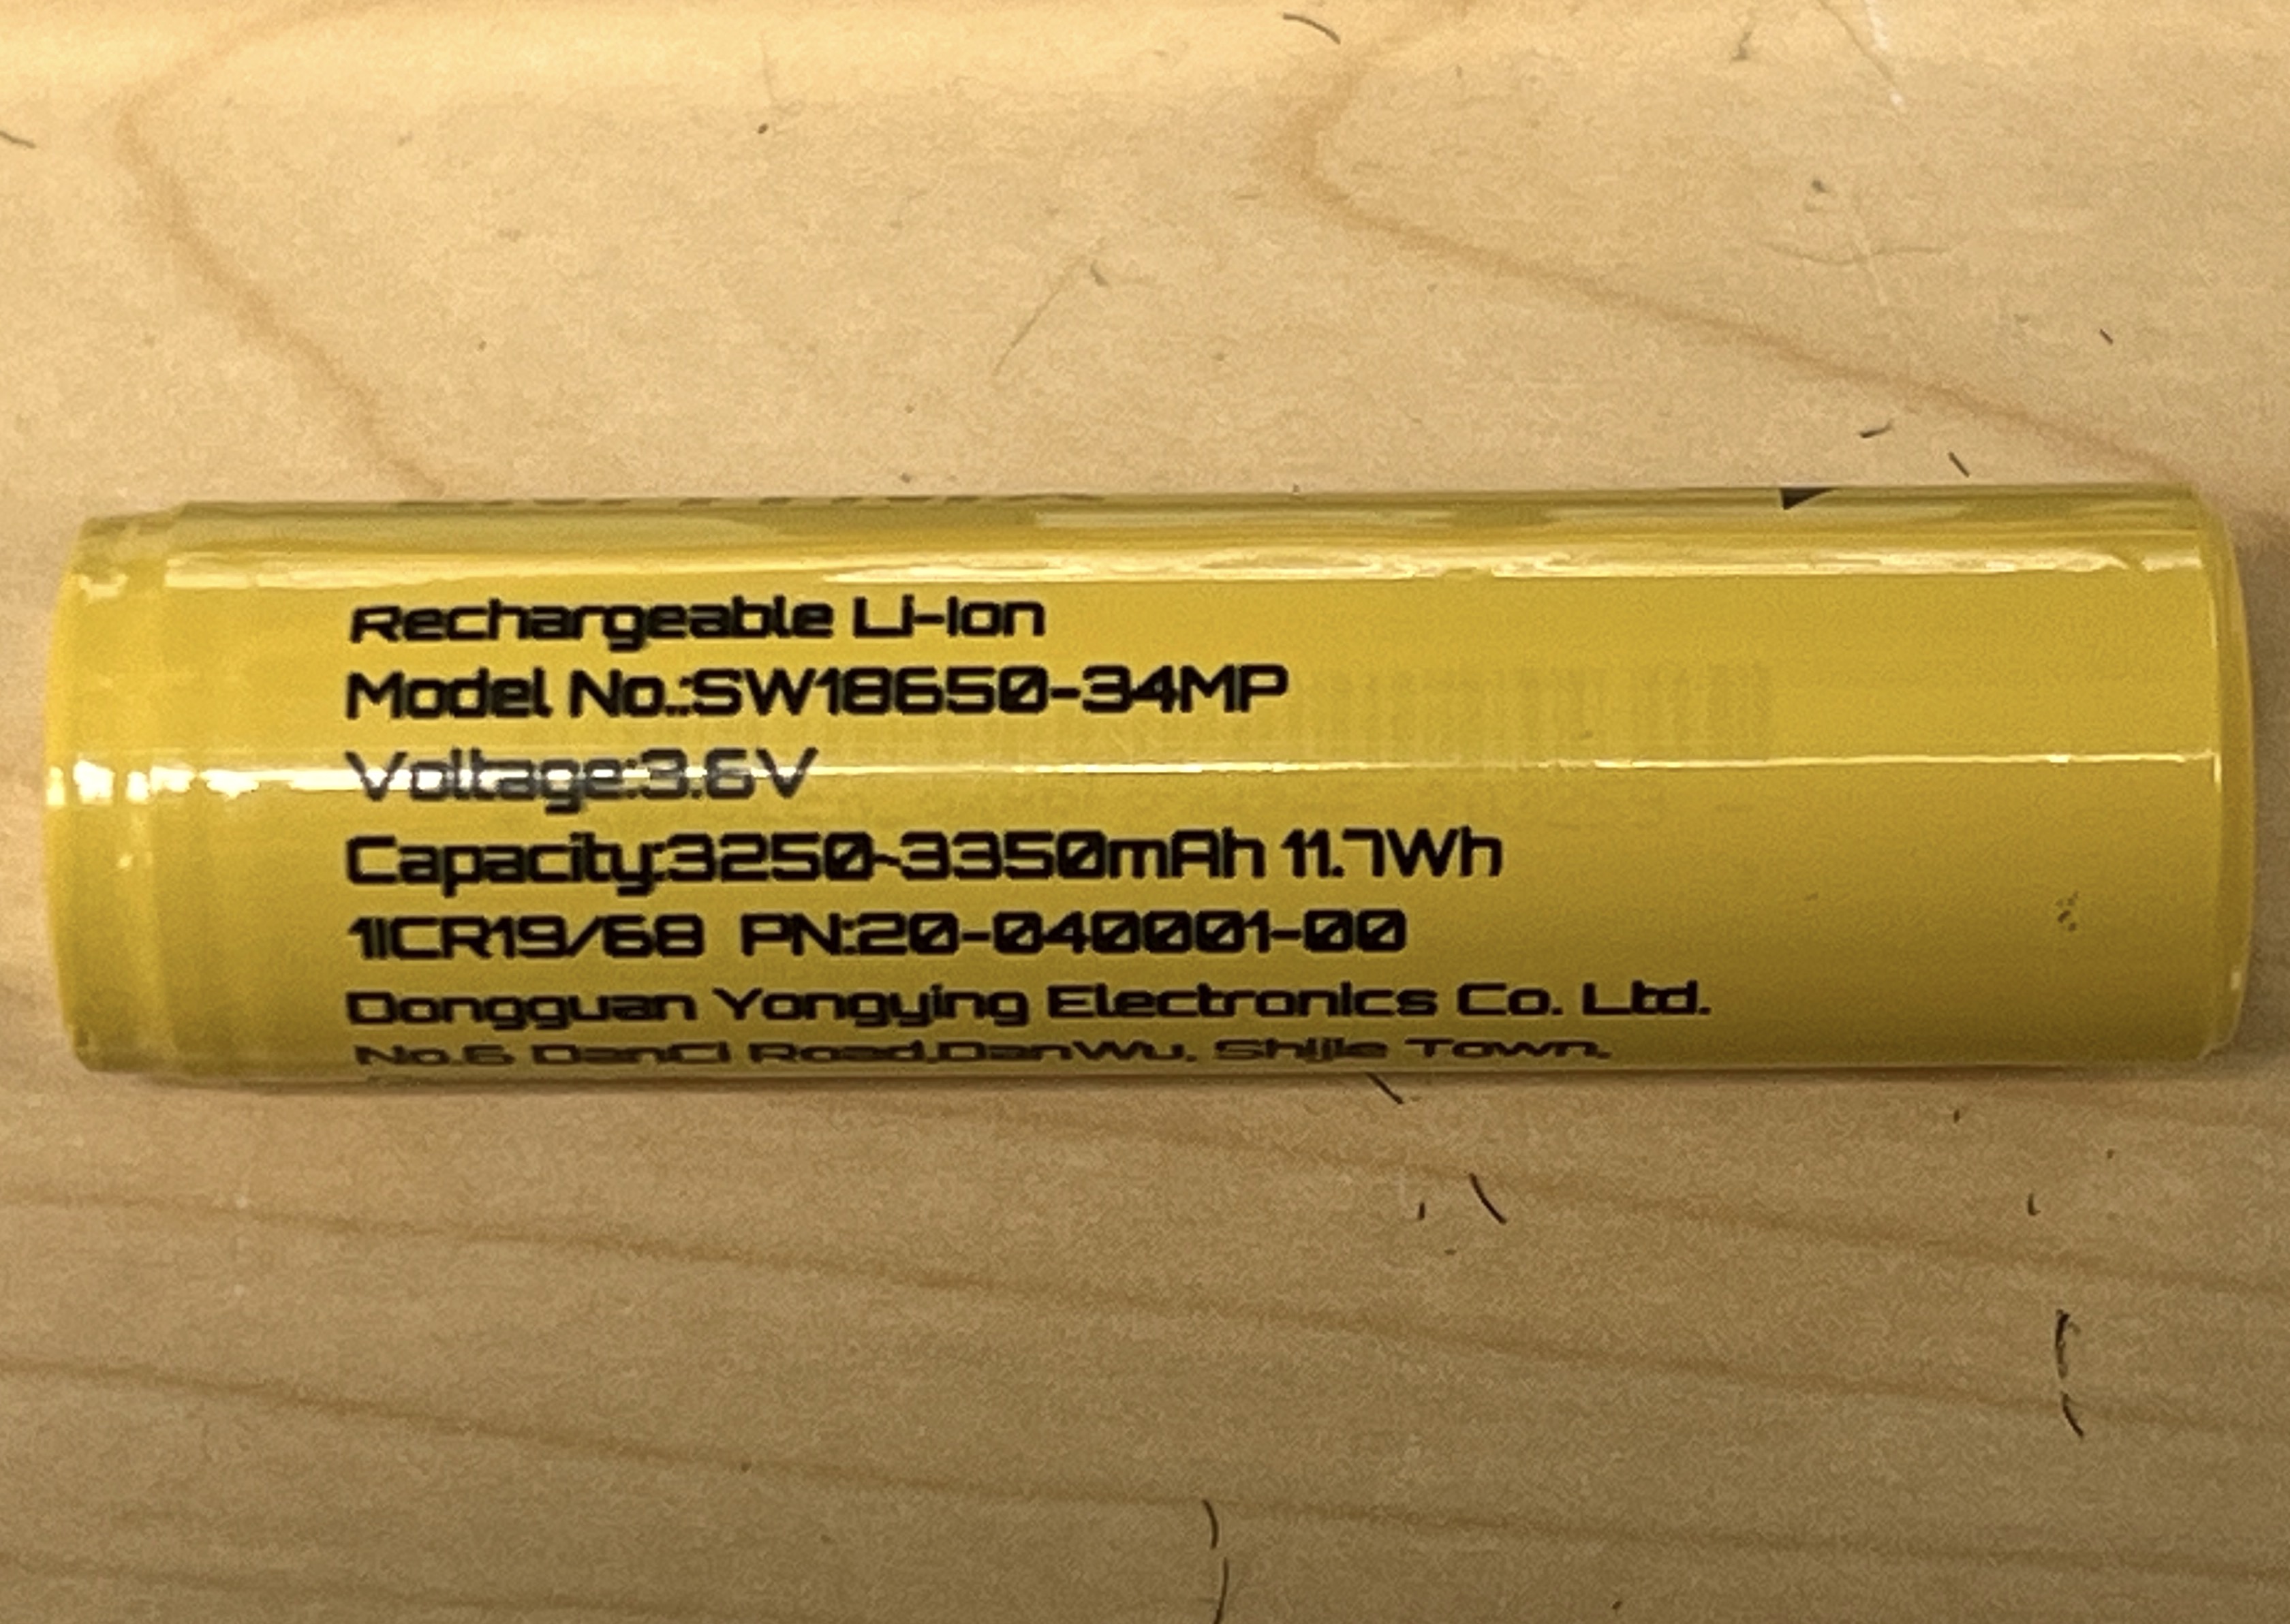 Rechargeable Li-Ion
Model No.:SW18650-34MP
Voltage:3.6V
Capacity:3250~3350mAh 11.7Wh
1ICR19/68 PN:20-040001-00
Dongguan Yongying Electronics Co. Ltd.
No.6 DanCi Road,DanWu, Shijie Town,